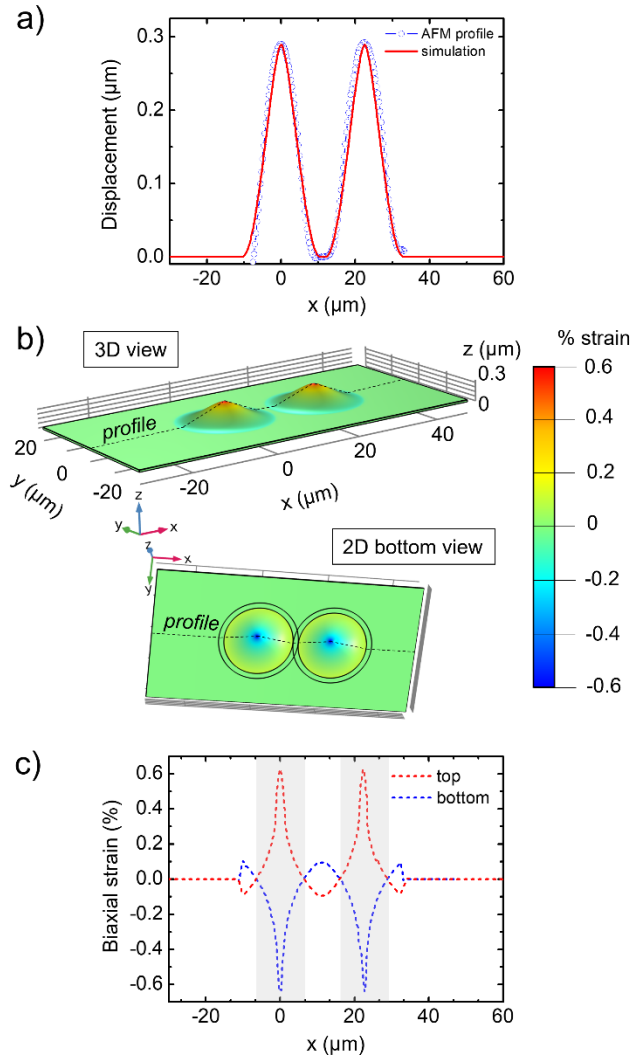 a)
AFM profile
simulation
Displacement (µm)
0.3
0.2
0.1
0.0
-20 0 20 40 60
x (µm)
b)
3D view
z (µm)
0.3
0
% strain
0.6
0.4
0.2
0
-0.2
-0.4
-0.6
profile
20
0
-20
y (µm)
-20
0
20
40
x (µm)
z
y
x
z
x
y
2D bottom view
profile
c)
top
bottom
Biaxial strain (%)
0.6
0.4
0.2
0.0
-0.2
-0.4
-0.6
-20 0 20 40 60
x (µm)